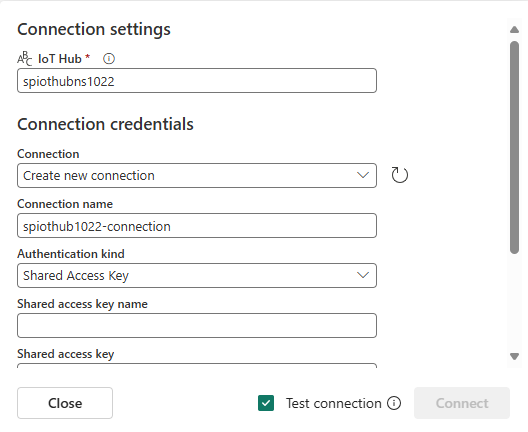 Connection settings
ABC IoT Hub *
spiothubns1022
Connection credentials
Connection
Create new connection
Connection name
spiothub1022-connection
Authentication kind
Shared Access Key
Shared access key name
Shared access key
Close
Test connection
Connect